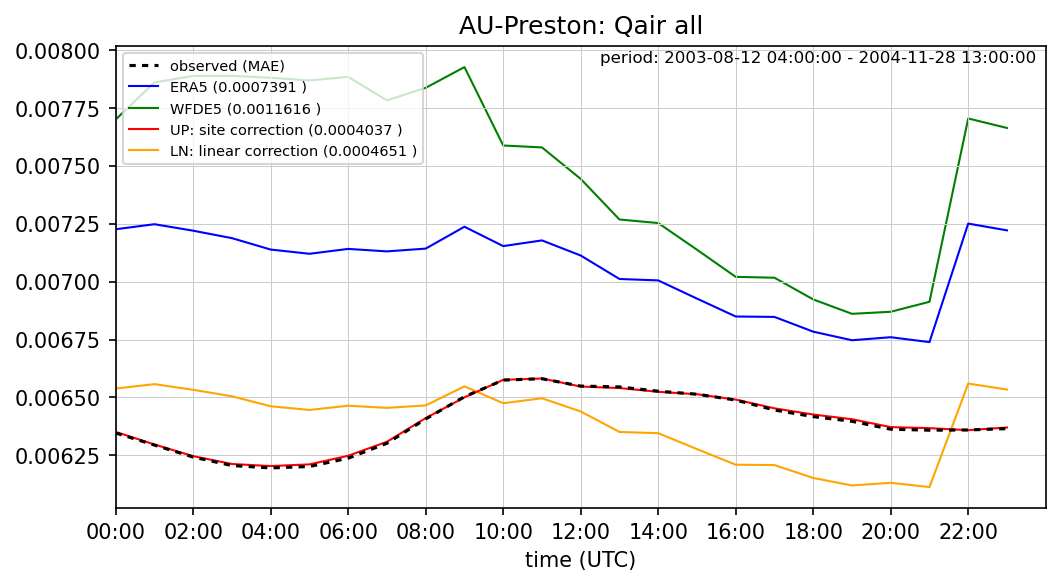 AU-Preston: Qair all
period: 2003-08-12 04:00:00 - 2004-11-28 13:00:00
observed (MAE)
ERA5 (0.0007391 )
WFDE5 (0.0011616 )
UP: site correction (0.0004037 )
LN: linear correction (0.0004651 )
0.00800
0.00775
0.00750
0.00725
0.00700
0.00675
0.00650
0.00625
00:00 02:00 04:00 06:00 08:00 10:00 12:00 14:00 16:00 18:00 20:00 22:00
time (UTC)